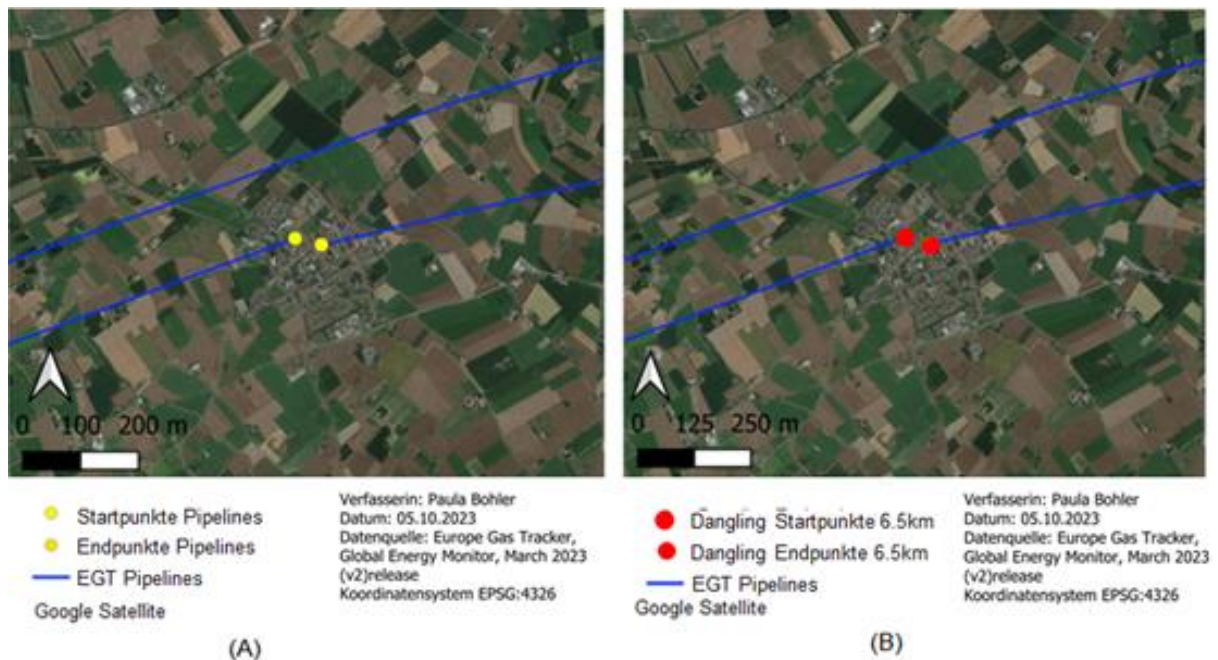 0 100 200 m
Startpunkte Pipelines
Endpunkte Pipelines
EGT Pipelines
Google Satellite
Verfasserin: Paula Bohler
Datum: 05.10.2023
Datenquelle: Europe Gas Tracker,
Global Energy Monitor, March 2023
(v2)release
Koordinatensystem EPSG:4326
(A)
0 125 250 m
Dangling Startpunkte 6.5km
Dangling Endpunkte 6.5km
EGT Pipelines
Google Satellite
Verfasserin: Paula Bohler
Datum: 05.10.2023
Datenquelle: Europe Gas Tracker,
Global Energy Monitor, March 2023
(v2)release
Koordinatensystem EPSG:4326
(B)